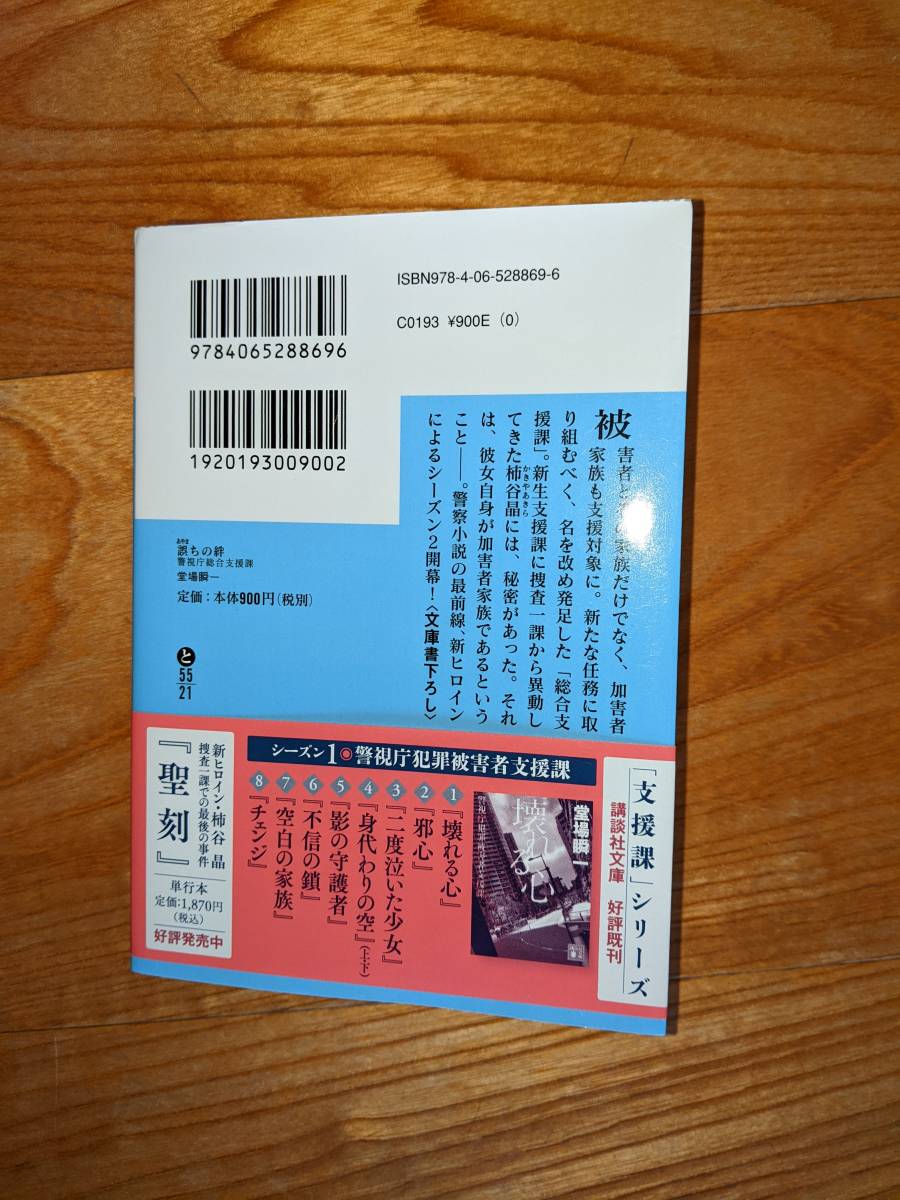 ISBN978-4-06-528869-6
C0193 ¥900E (0)
9784065288696
1920193009002
被害者と家族だけでなく、加害者
家族も支援対象に。新たな任務に取
り組むべく、名を改め発足した「総合支
援課」。新生支援課に捜査一課から異動し
てきた柿谷晶には、秘密があった。それ
かきやあきら
は、彼女自身が加害者家族であるという
こと――。警察小説の最前線、新ヒロイン
によるシーズン2開幕!〈文庫書下ろし〉
あやま
誤ちの絆
警視庁総合支援課
堂場瞬一
定価:本体900円(税別)
と
55
21
「支援課」シリーズ
講談社文庫 好評既刊
シーズン1◉警視庁犯罪被害者支援課
堂場瞬一
壊れる心
警視庁犯罪被害者支援課
1『壊れる心』
2『邪心』
3『二度泣いた少女』
4『身代わりの空』(上・下)
5『影の守護者』
6『不信の鎖』
7『空白の家族』
8『チェンジ』
新ヒロイン・柿谷 晶
捜査一課での最後の事件
『聖刻』
単行本
定価:1,870円
(税込)
好評発売中